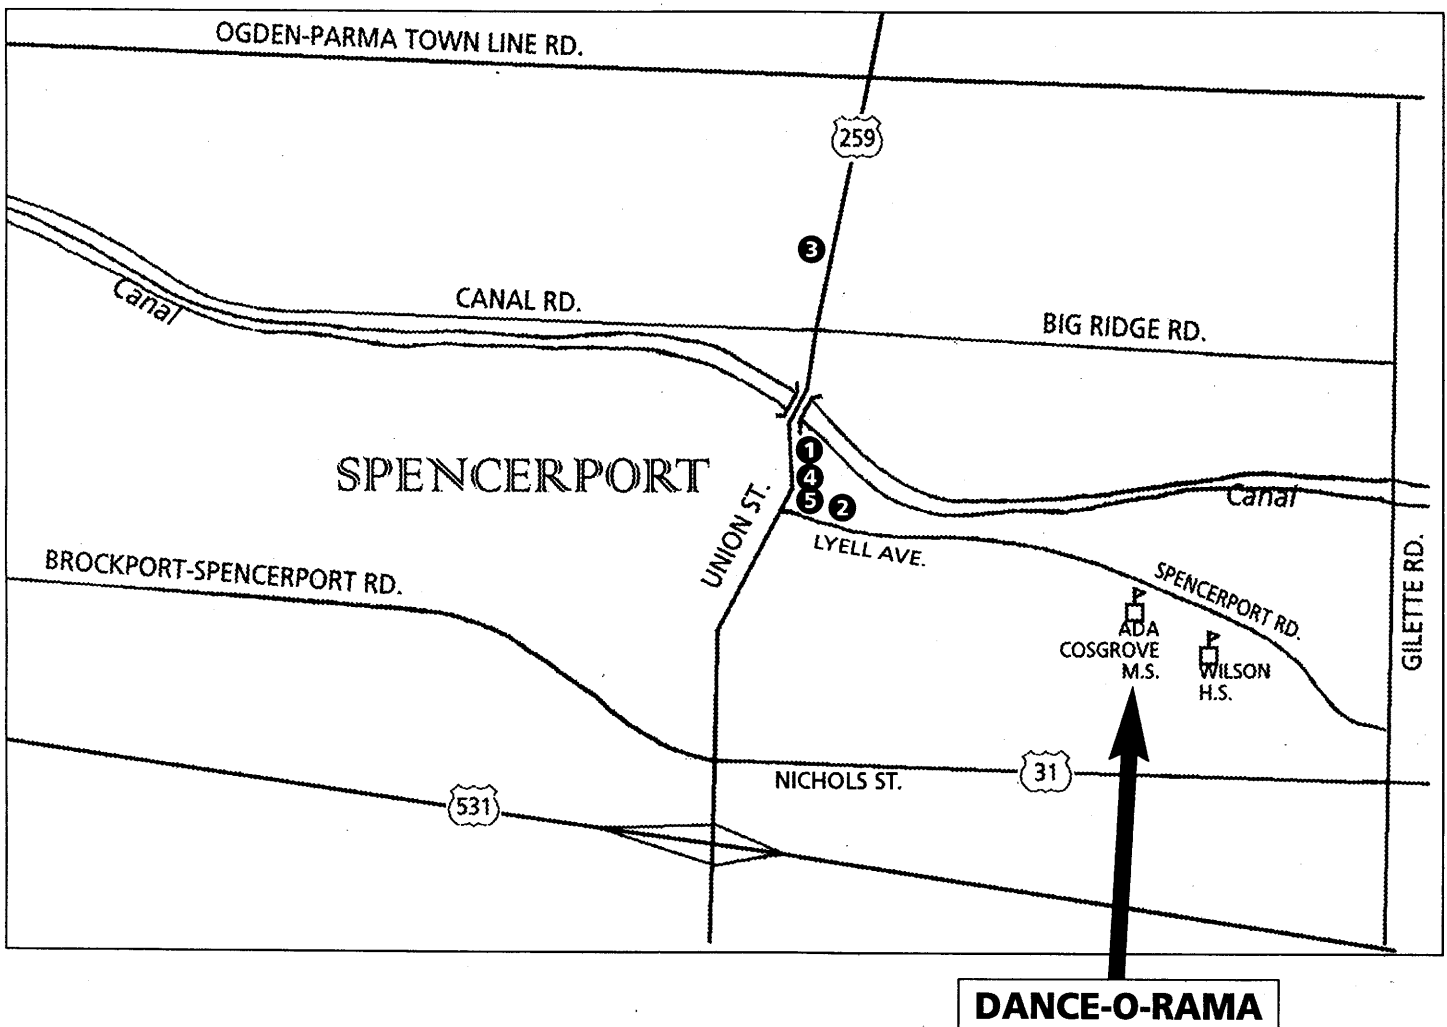 OGDEN-PARMA TOWN LINE RD.
259
3
CANAL RD.
Canal
BIG RIDGE RD.
1
SPENCERPORT
4
5
2
UNION ST.
Canal
LYELL AVE.
BROCKPORT-SPENCERPORT RD.
SPENCERPORT RD.
GILETTE RD.
ADA
COSGROVE
M.S.
WILSON
H.S.
31
NICHOLS ST.
531
DANCE-O-RAMA